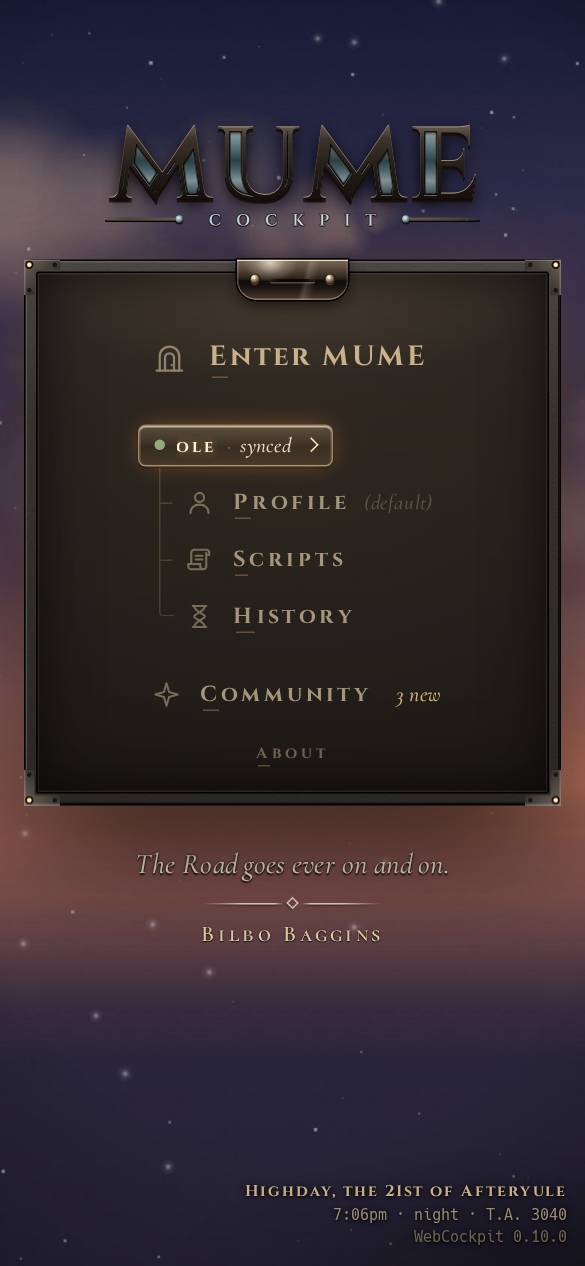 MUME
COCKPIT
ENTER MUME
OLE · synced
PROFILE (default)
SCRIPTS
HISTORY
COMMUNITY 3 new
ABOUT
The Road goes ever on and on.
BILBO BAGGINS
HIGHDAY, THE 21ST OF AFTERYULE
7:06pm · night · T.A. 3040
WebCockpit 0.10.0